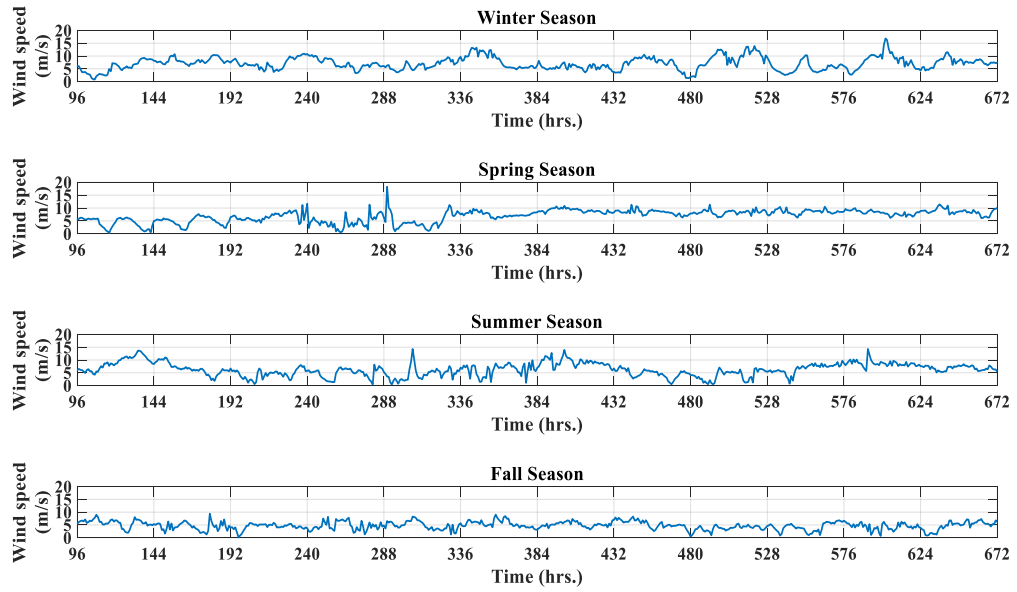 Winter Season
Wind speed
(m/s)
20
15
10
5
0
96 144 192 240 288 336 384 432 480 528 576 624 672
Time (hrs.)
Spring Season
Wind speed
(m/s)
20
15
10
5
0
96 144 192 240 288 336 384 432 480 528 576 624 672
Time (hrs.)
Summer Season
Wind speed
(m/s)
20
15
10
5
0
96 144 192 240 288 336 384 432 480 528 576 624 672
Time (hrs.)
Fall Season
Wind speed
(m/s)
20
15
10
5
0
96 144 192 240 288 336 384 432 480 528 576 624 672
Time (hrs.)